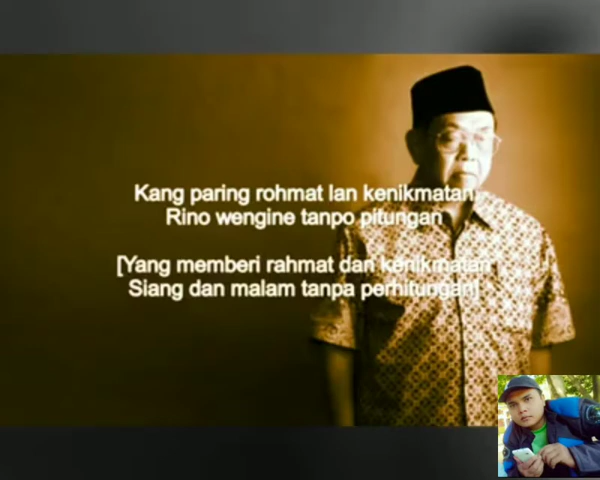 Kang paring rohmat lan kenikmatan
Rino wengine tanpo pitungan
[Yang memberi rahmat dan kenikmatan
Siang dan malam tanpa perhitungan]